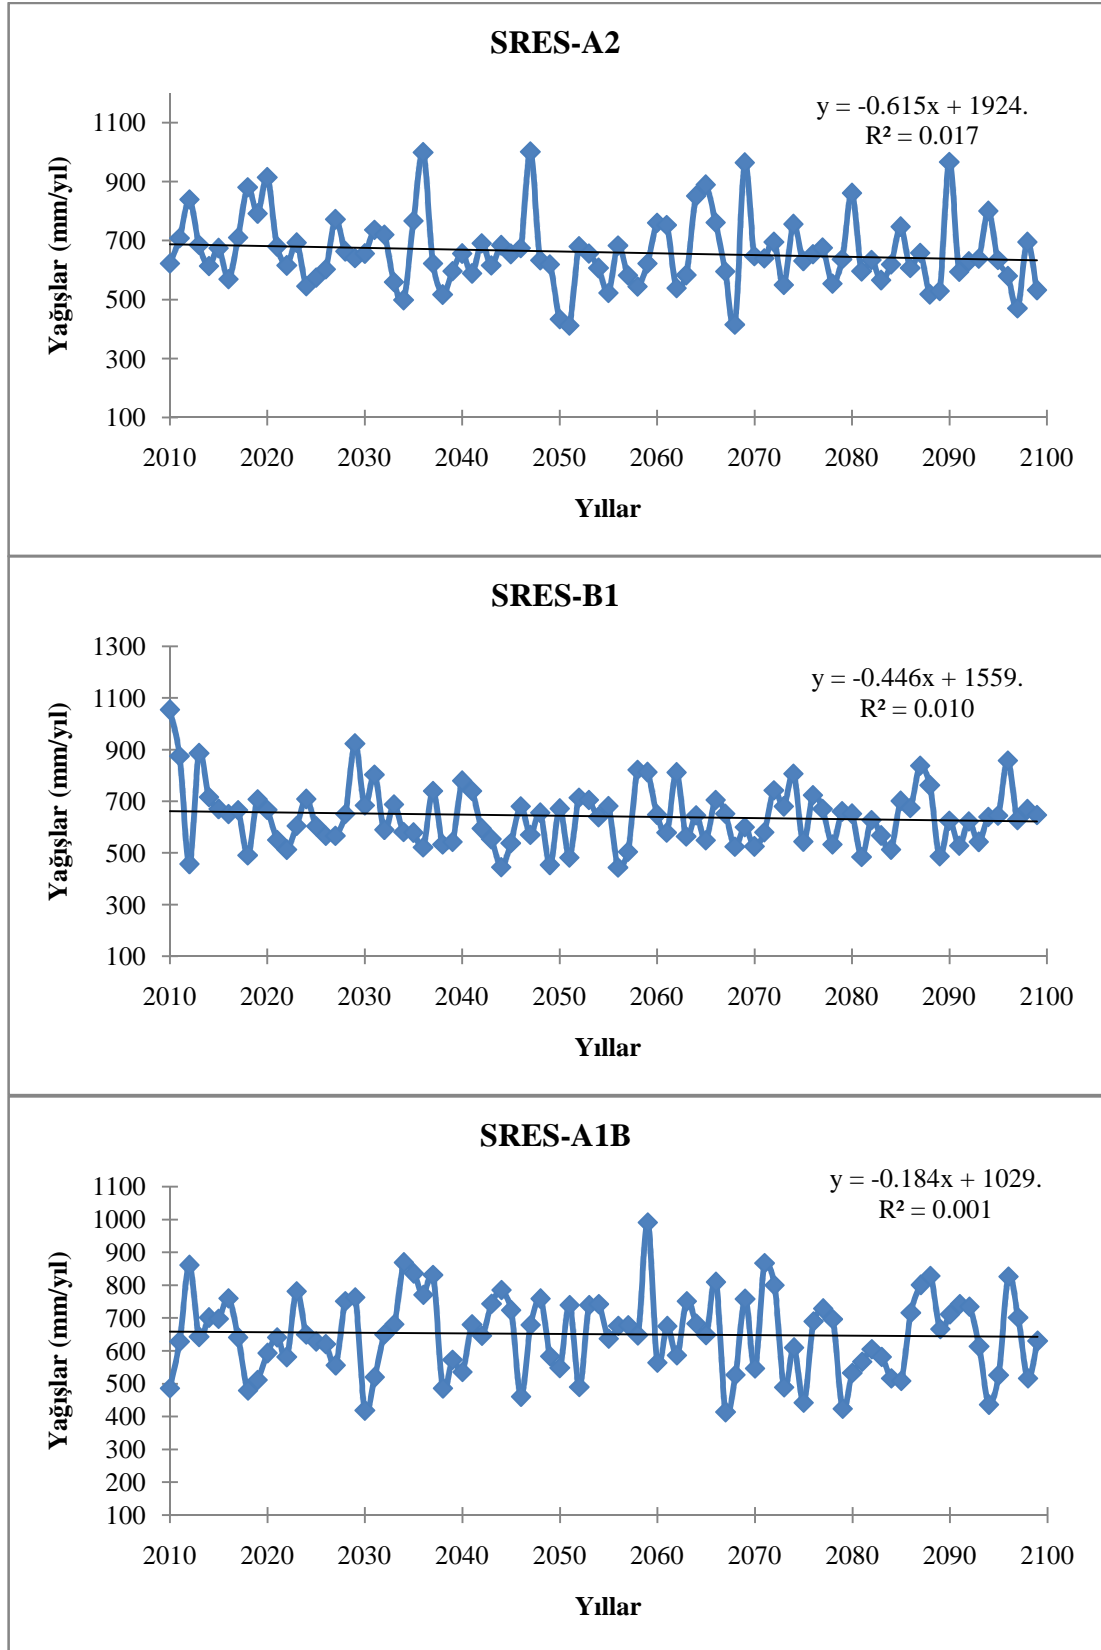 SRES-A2
y = -0.615x + 1924.
R² = 0.017
Yağışlar (mm/yıl)
1100
900
700
500
300
100
2010 2020 2030 2040 2050 2060 2070 2080 2090 2100
Yıllar
SRES-B1
y = -0.446x + 1559.
R² = 0.010
Yağışlar (mm/yıl)
1300
1100
900
700
500
300
100
2010 2020 2030 2040 2050 2060 2070 2080 2090 2100
Yıllar
SRES-A1B
y = -0.184x + 1029.
R² = 0.001
Yağışlar (mm/yıl)
1100
1000
900
800
700
600
500
400
300
200
100
2010 2020 2030 2040 2050 2060 2070 2080 2090 2100
Yıllar